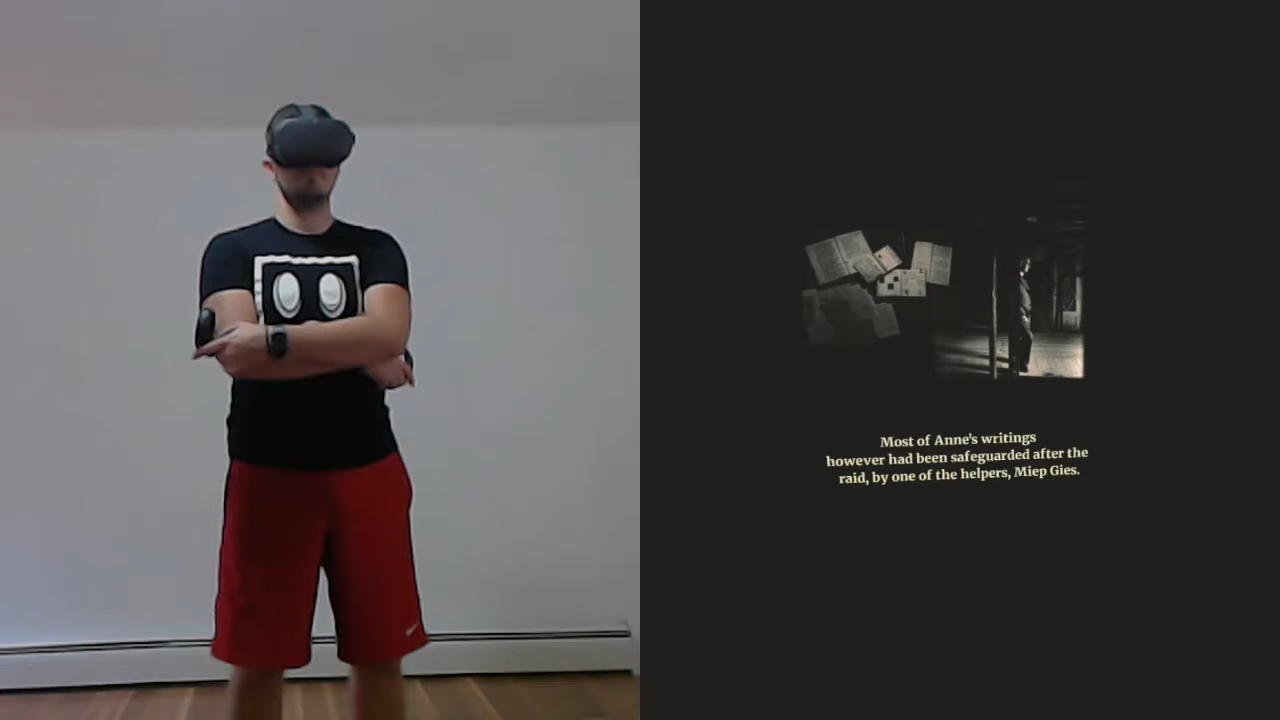 Most of Anne's writings
however had been safeguarded after the
raid, by one of the helpers, Miep Gies.